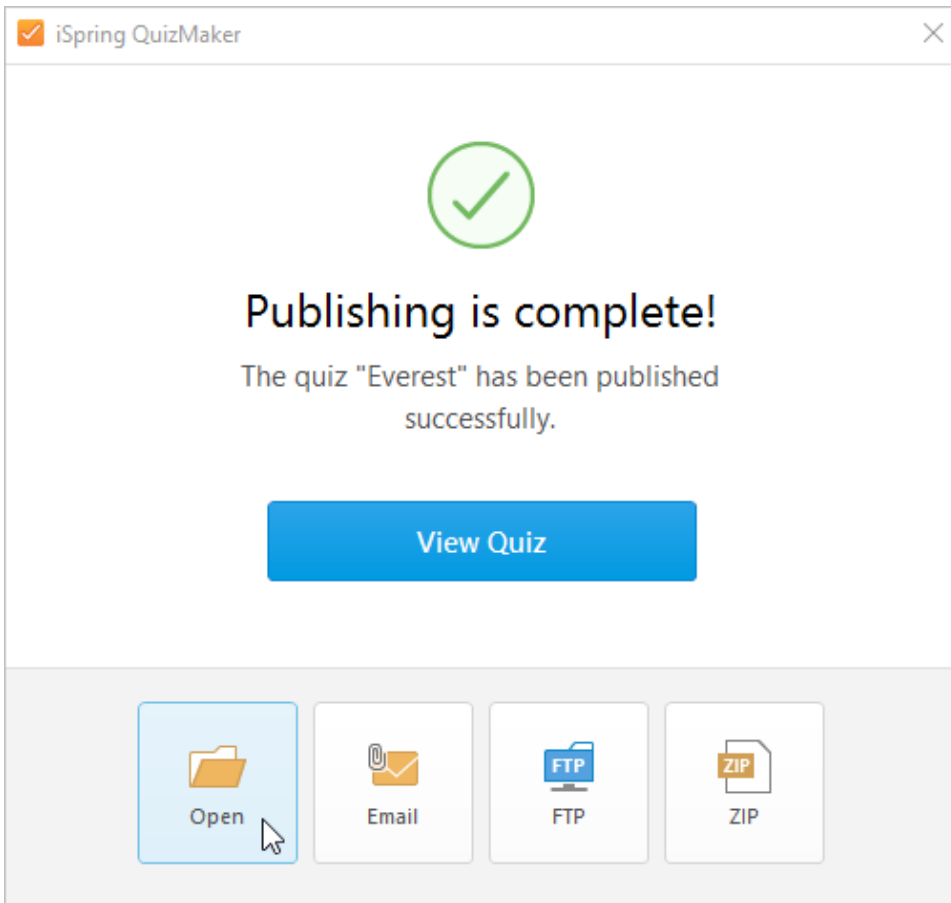 iSpring QuizMaker
Publishing is complete!
The quiz "Everest" has been published
successfully.
View Quiz
FTP
ZIP
Open
Email
FTP
ZIP